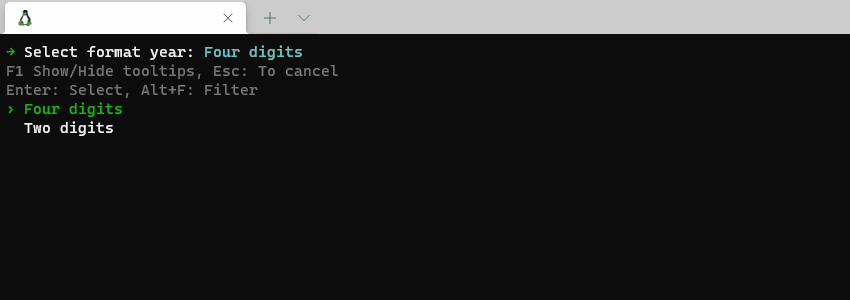 → Select format year: Four digits
F1 Show/Hide tooltips, Esc: To cancel
Enter: Select, Alt+F: Filter
› Four digits
Two digits